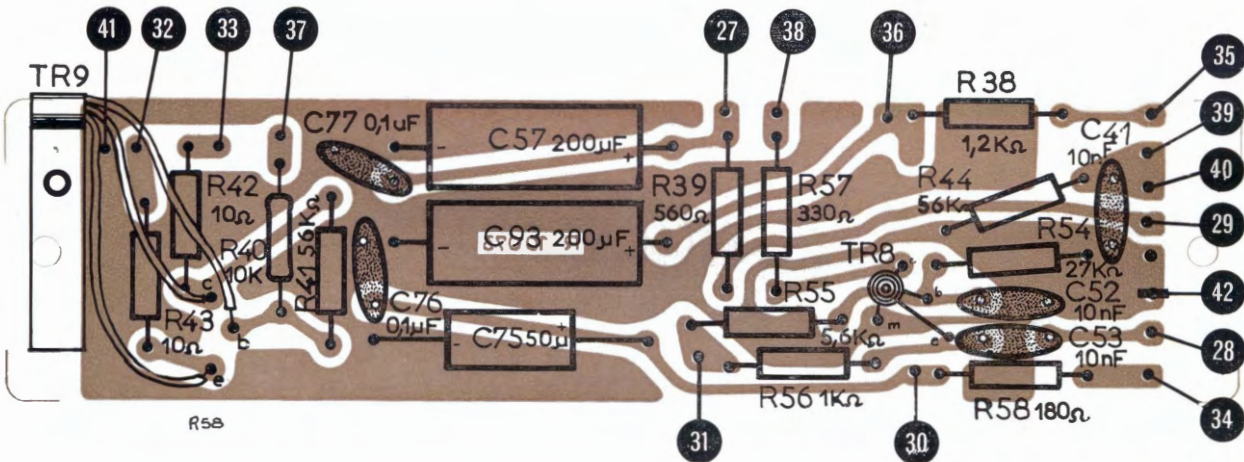 41 32 33 37 27 38 36 35
TR9
C77 0,1uF
C57 200µF
- +
R38
1,2KΩ
C41
10nF
39
40
29
42
28
34
R42
10Ω
R43
10Ω
R40
10K
R41 56KΩ
C76
0,1µF
C93 200µF
- +
C75 50µ
- +
R39
560Ω
R57
330Ω
R44
56K
R54
27KΩ
TR8
C52
10nF
C53
10nF
R55
5,6KΩ
R56 1KΩ
R58 180Ω
c
b
e
b
m
31
30
R58